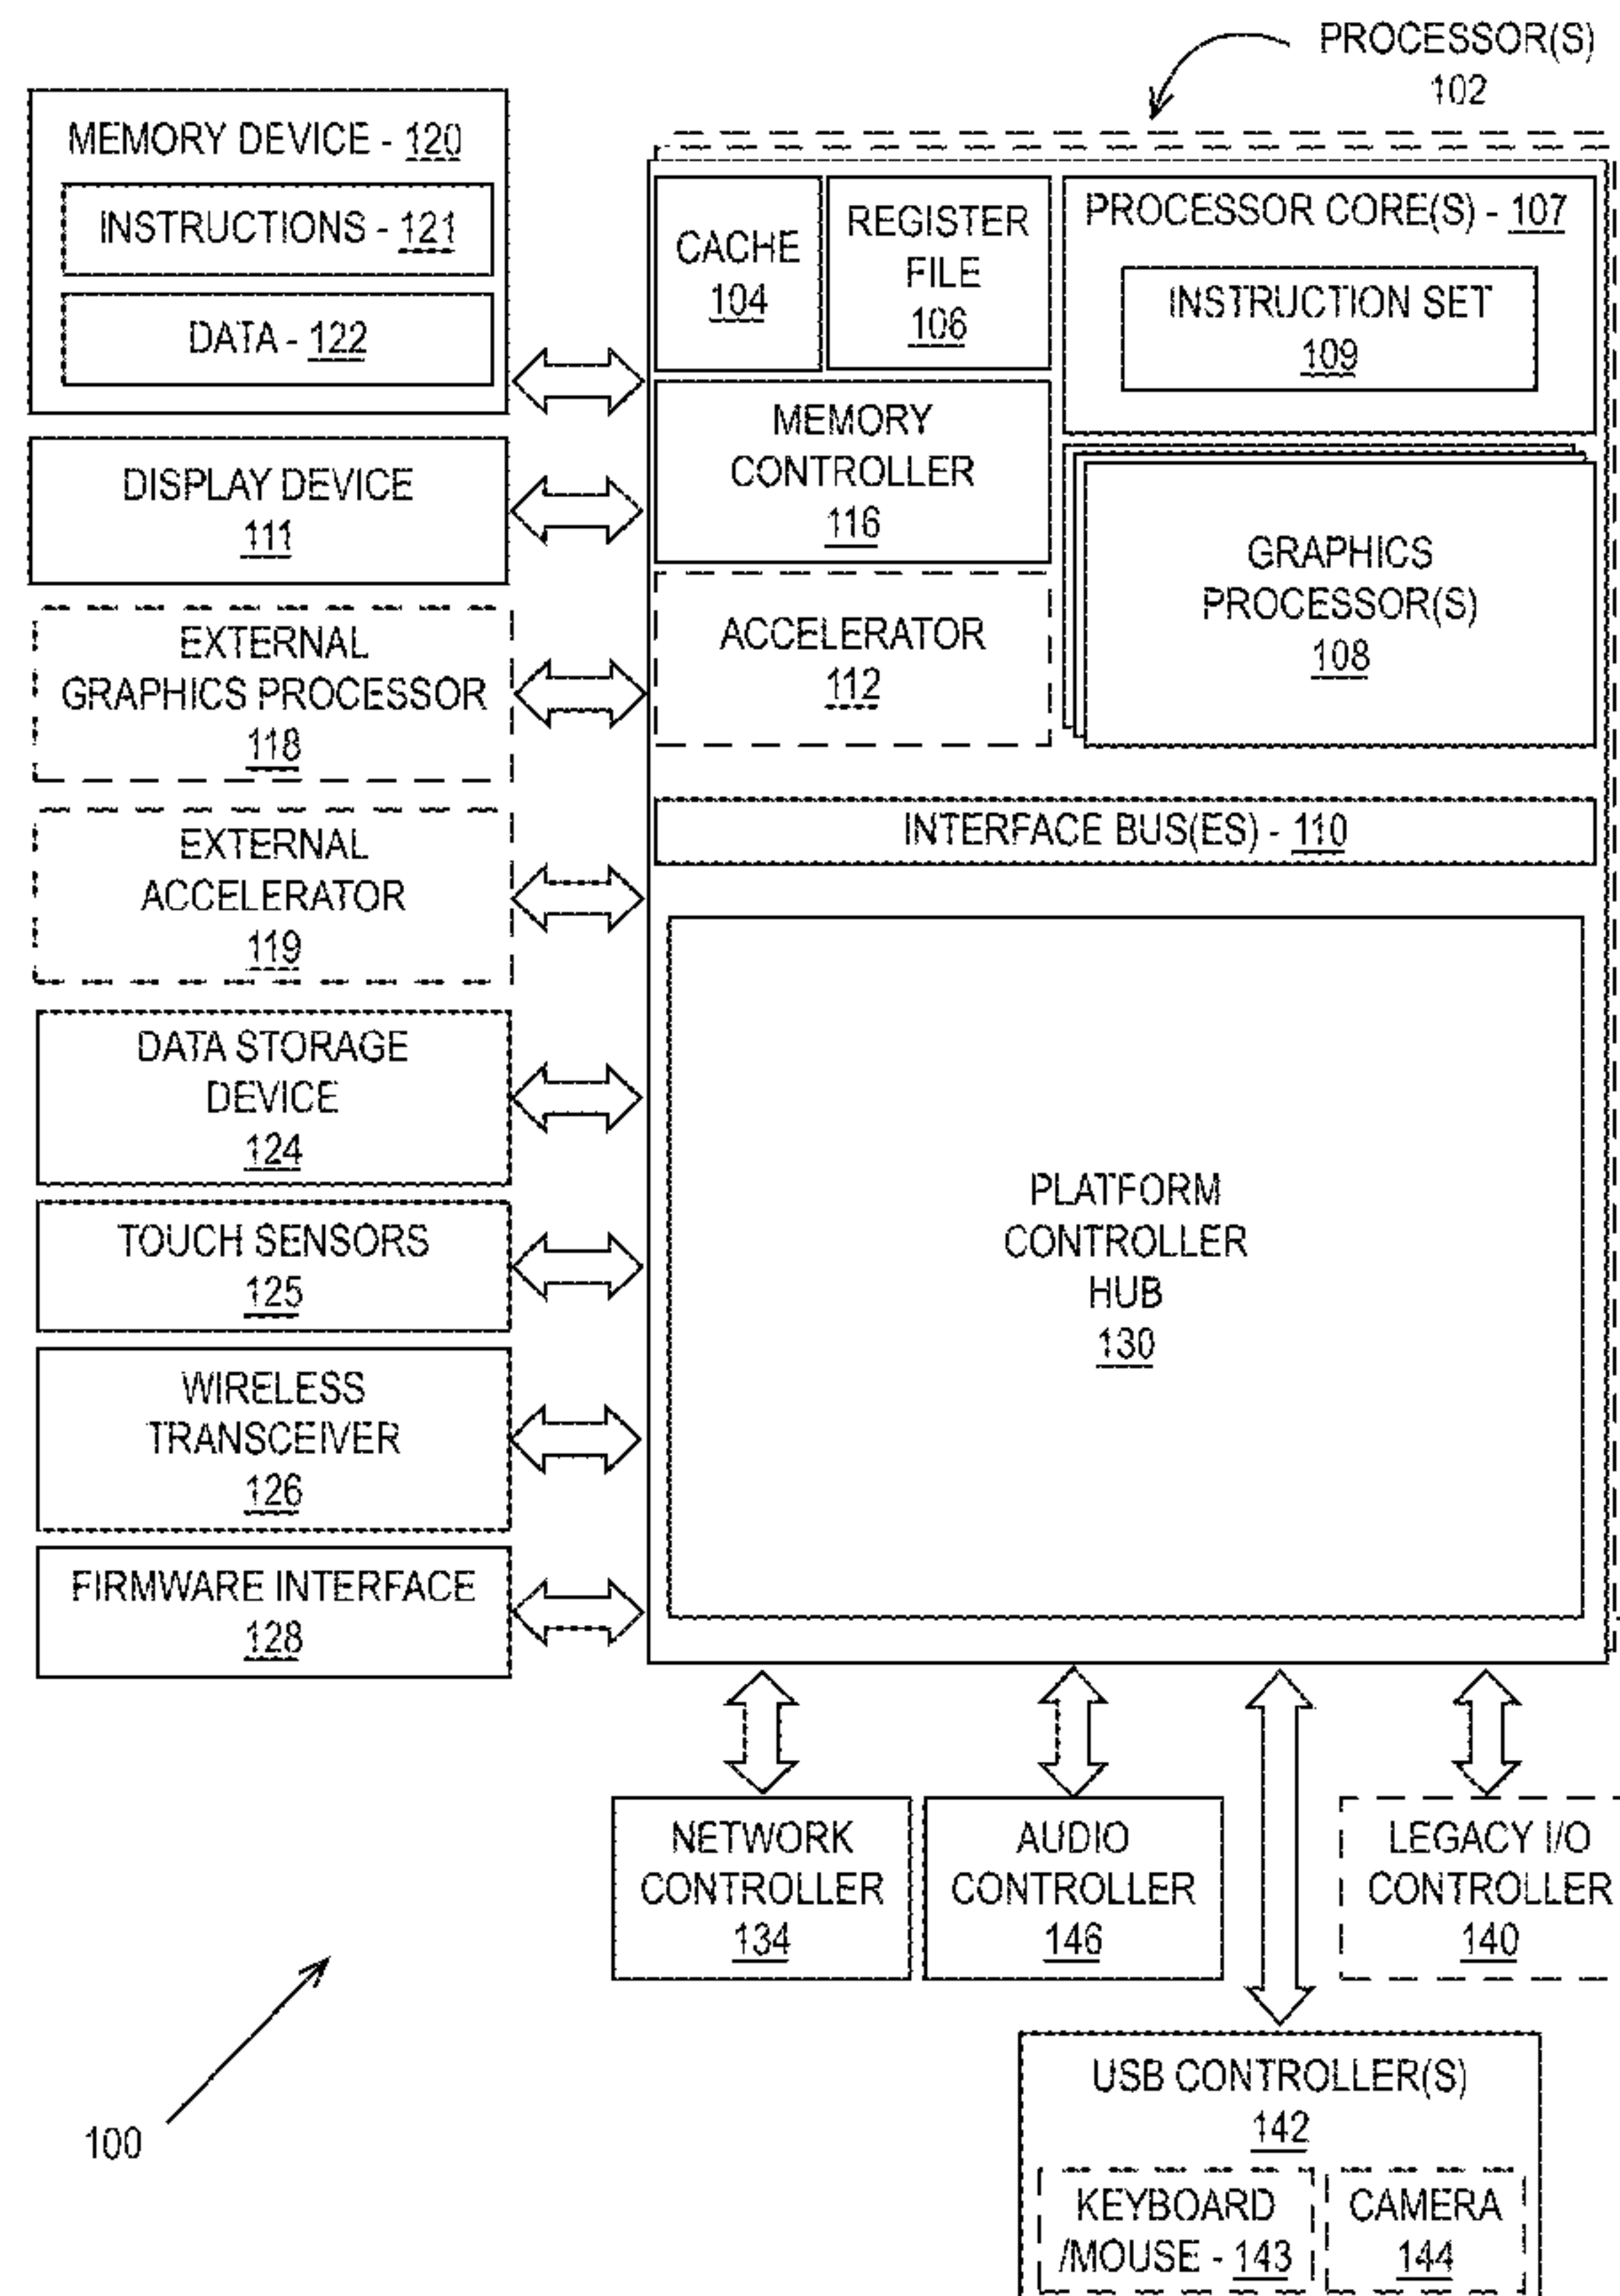 PROCESSOR(S)
102
MEMORY DEVICE - 120
INSTRUCTIONS - 121
DATA - 122
CACHE
104
REGISTER
FILE
106
PROCESSOR CORE(S) - 107
INSTRUCTION SET
109
MEMORY
CONTROLLER
116
DISPLAY DEVICE
111
GRAPHICS
PROCESSOR(S)
108
EXTERNAL
GRAPHICS PROCESSOR
118
ACCELERATOR
112
INTERFACE BUS(ES) - 110
EXTERNAL
ACCELERATOR
119
DATA STORAGE
DEVICE
124
TOUCH SENSORS
125
PLATFORM
CONTROLLER
HUB
130
WIRELESS
TRANSCEIVER
126
FIRMWARE INTERFACE
128
NETWORK
CONTROLLER
134
AUDIO
CONTROLLER
146
LEGACY I/O
CONTROLLER
140
USB CONTROLLER(S)
142
KEYBOARD
/MOUSE - 143
CAMERA
144
100